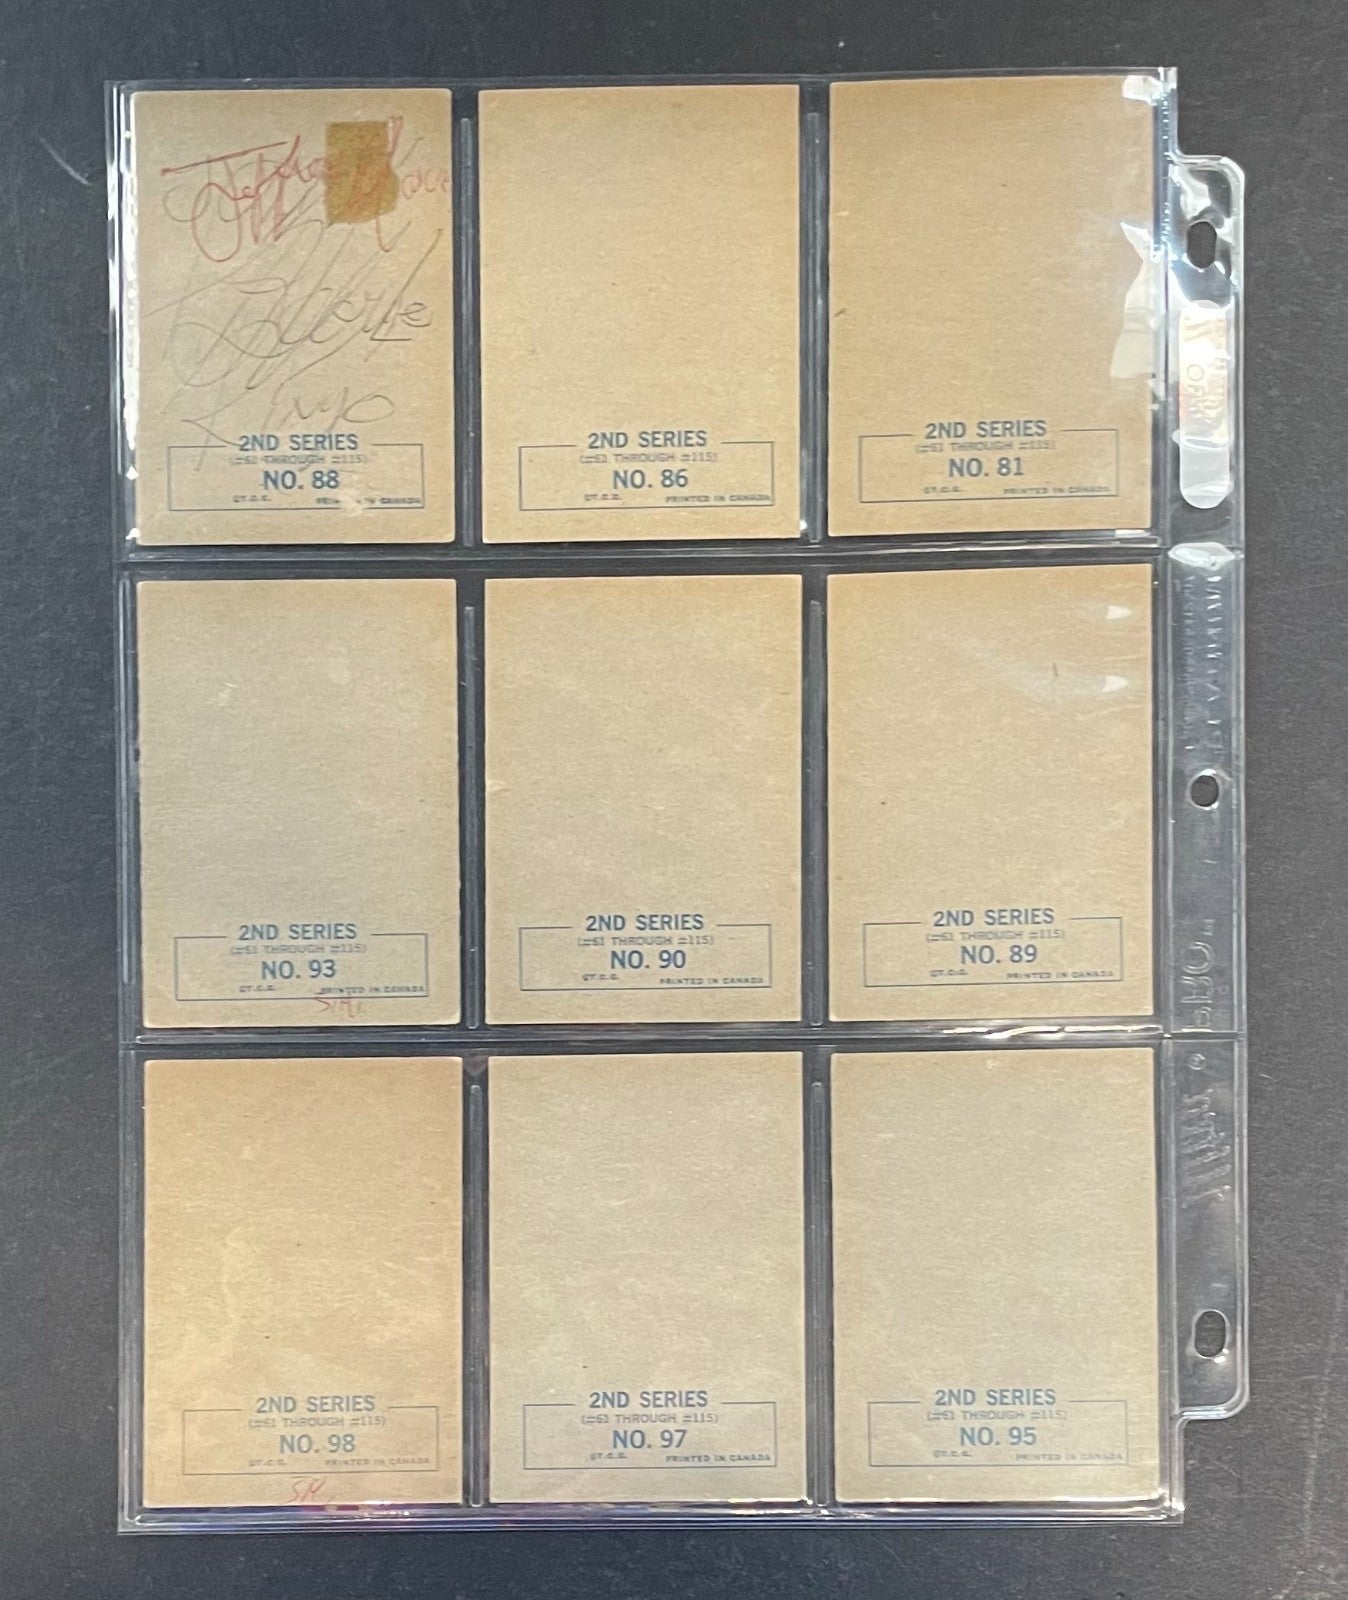 Ringo
2ND SERIES
(#61 THROUGH #115)
NO. 88
©T.C.G. PRINTED IN CANADA
2ND SERIES
(#61 THROUGH #115)
NO. 86
©T.C.G. PRINTED IN CANADA
2ND SERIES
(#61 THROUGH #115)
NO. 81
©T.C.G. PRINTED IN CANADA
2ND SERIES
(#61 THROUGH #115)
NO. 93
©T.C.G. PRINTED IN CANADA
2ND SERIES
(#61 THROUGH #115)
NO. 90
©T.C.G. PRINTED IN CANADA
2ND SERIES
(#61 THROUGH #115)
NO. 89
©T.C.G. PRINTED IN CANADA
2ND SERIES
(#61 THROUGH #115)
NO. 98
©T.C.G. PRINTED IN CANADA
2ND SERIES
(#61 THROUGH #115)
NO. 97
©T.C.G. PRINTED IN CANADA
2ND SERIES
(#61 THROUGH #115)
NO. 95
©T.C.G. PRINTED IN CANADA